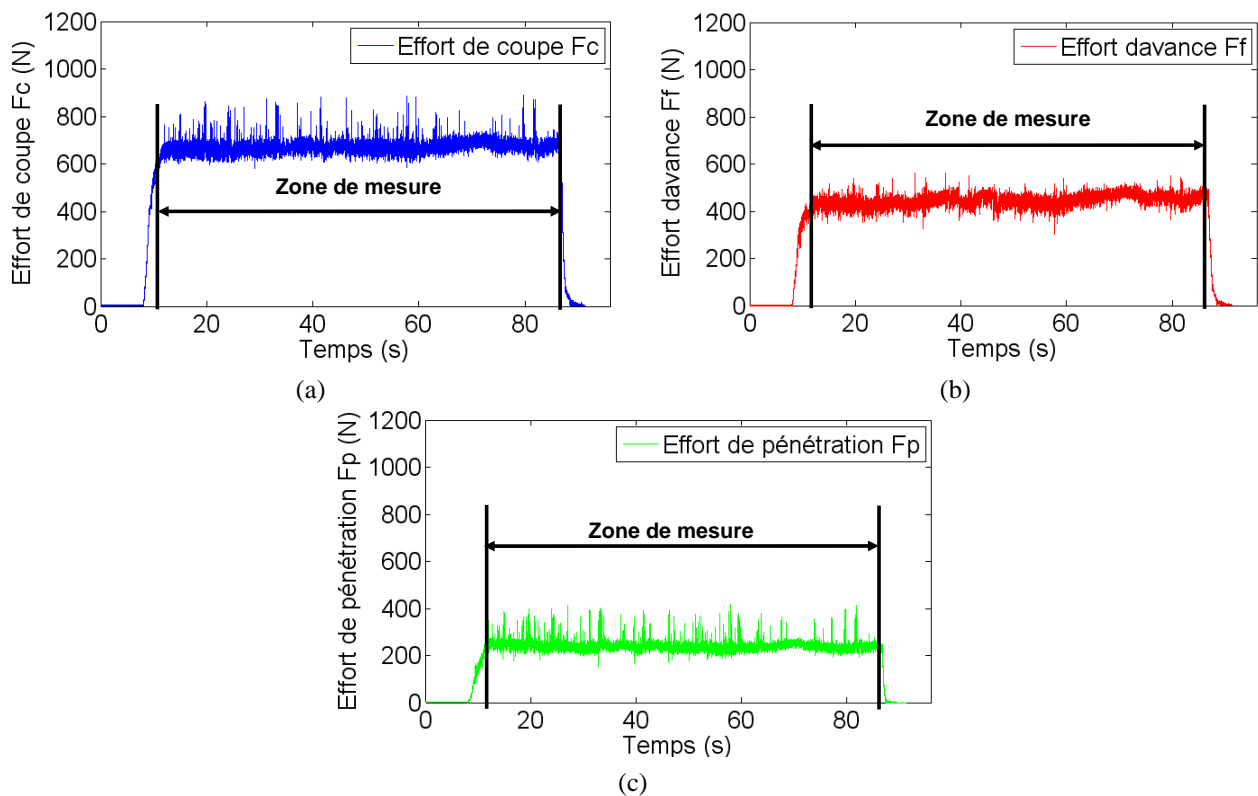 Effort de coupe Fc (N)
1200
1000
800
600
400
200
0
Effort de coupe Fc
Zone de mesure
0 20 40 60 80
Temps (s)
(a)
Effort davance Ff (N)
1200
1000
800
600
400
200
0
Effort davance Ff
Zone de mesure
0 20 40 60 80
Temps (s)
(b)
Effort de pénétration Fp (N)
1200
1000
800
600
400
200
0
Effort de pénétration Fp
Zone de mesure
0 20 40 60 80
Temps (s)
(c)